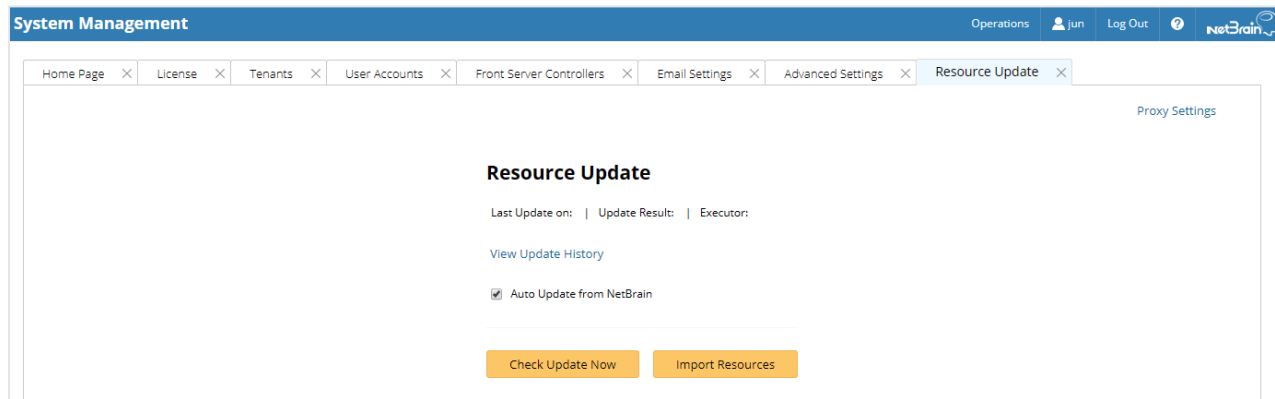 System Management Operations jun Log Out ? NetBrain
Home Page License Tenants User Accounts Front Server Controllers Email Settings Advanced Settings Resource Update
Proxy Settings
Resource Update
Last Update on: | Update Result: | Executor:
View Update History
Auto Update from NetBrain
Check Update Now Import Resources